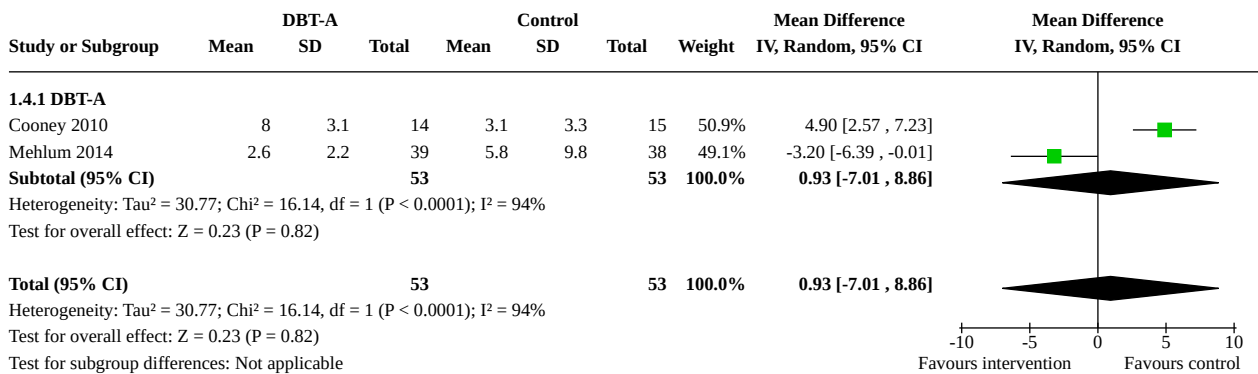 DBT-A Control Mean Difference Mean Difference
Study or Subgroup Mean SD Total Mean SD Total Weight IV, Random, 95% CI IV, Random, 95% CI
1.4.1 DBT-A
Cooney 2010 8 3.1 14 3.1 3.3 15 50.9% 4.90 [2.57 , 7.23]
Mehlum 2014 2.6 2.2 39 5.8 9.8 38 49.1% -3.20 [-6.39 , -0.01]
Subtotal (95% CI) 53 53 100.0% 0.93 [-7.01 , 8.86]
Heterogeneity: Tau² = 30.77; Chi² = 16.14, df = 1 (P < 0.0001); I² = 94%
Test for overall effect: Z = 0.23 (P = 0.82)
Total (95% CI) 53 53 100.0% 0.93 [-7.01 , 8.86]
Heterogeneity: Tau² = 30.77; Chi² = 16.14, df = 1 (P < 0.0001); I² = 94%
Test for overall effect: Z = 0.23 (P = 0.82)
-10 -5 0 5 10
Test for subgroup differences: Not applicable Favours intervention Favours control